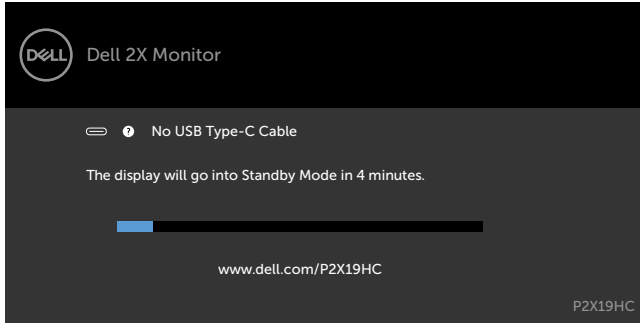 DELL
Dell 2X Monitor
? No USB Type-C Cable
The display will go into Standby Mode in 4 minutes.
www.dell.com/P2X19HC
P2X19HC